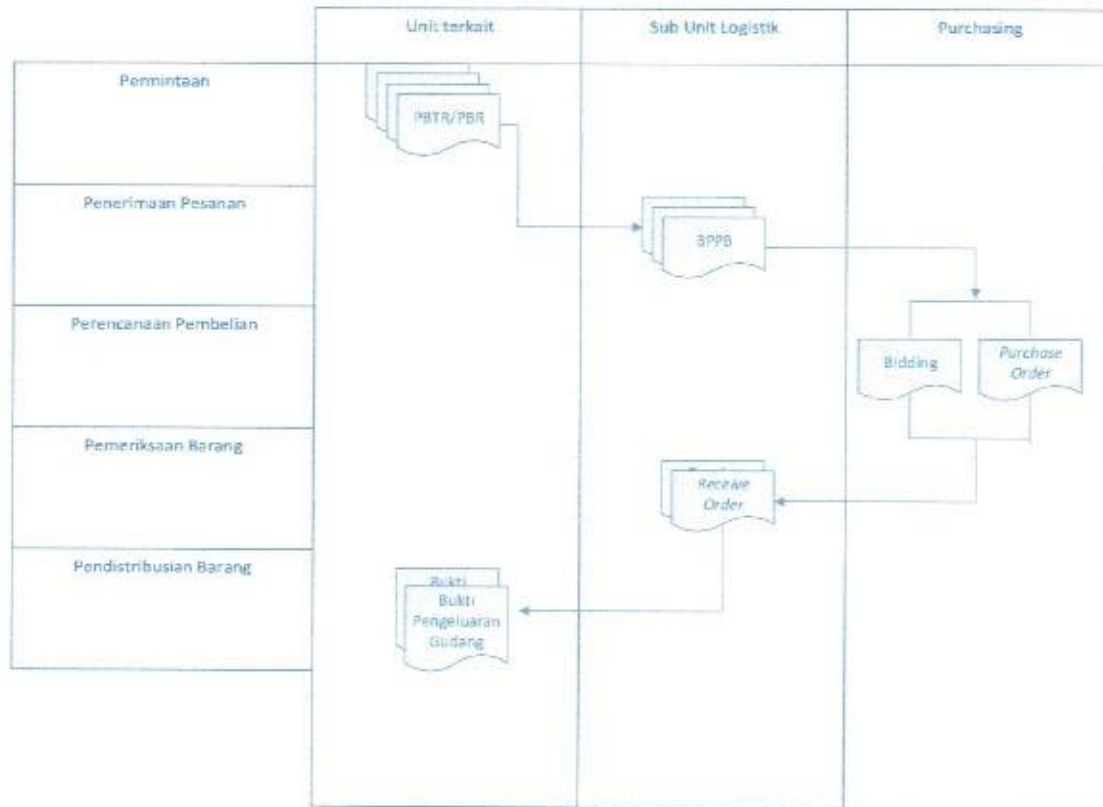 Unit terkait
Sub Unit Logistik
Purchasing
Permintaan
PBTR/PBR
Penerimaan Pesanan
BPPB
Perencanaan Pembelian
Bidding
Purchase
Order
Pemeriksaan Barang
Receive
Order
Pendistribusian Barang
Bukti
Bukti
Pengeluaran
Gudang